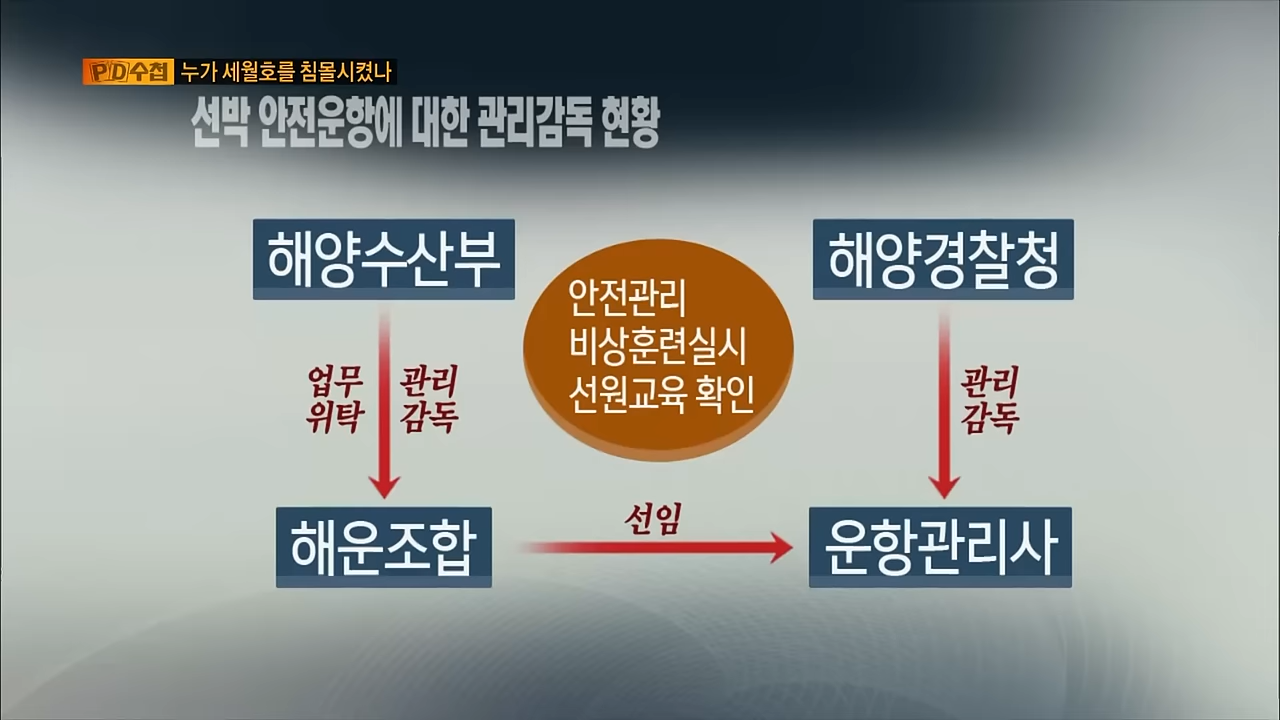 PD수첩 누가 세월호를 침몰시켰나
선박 안전운항에 대한 관리감독 현황
해양수산부
해양경찰청
안전관리
비상훈련실시
선원교육 확인
업무
위탁
관리
감독
관리
감독
해운조합
선임
운항관리사